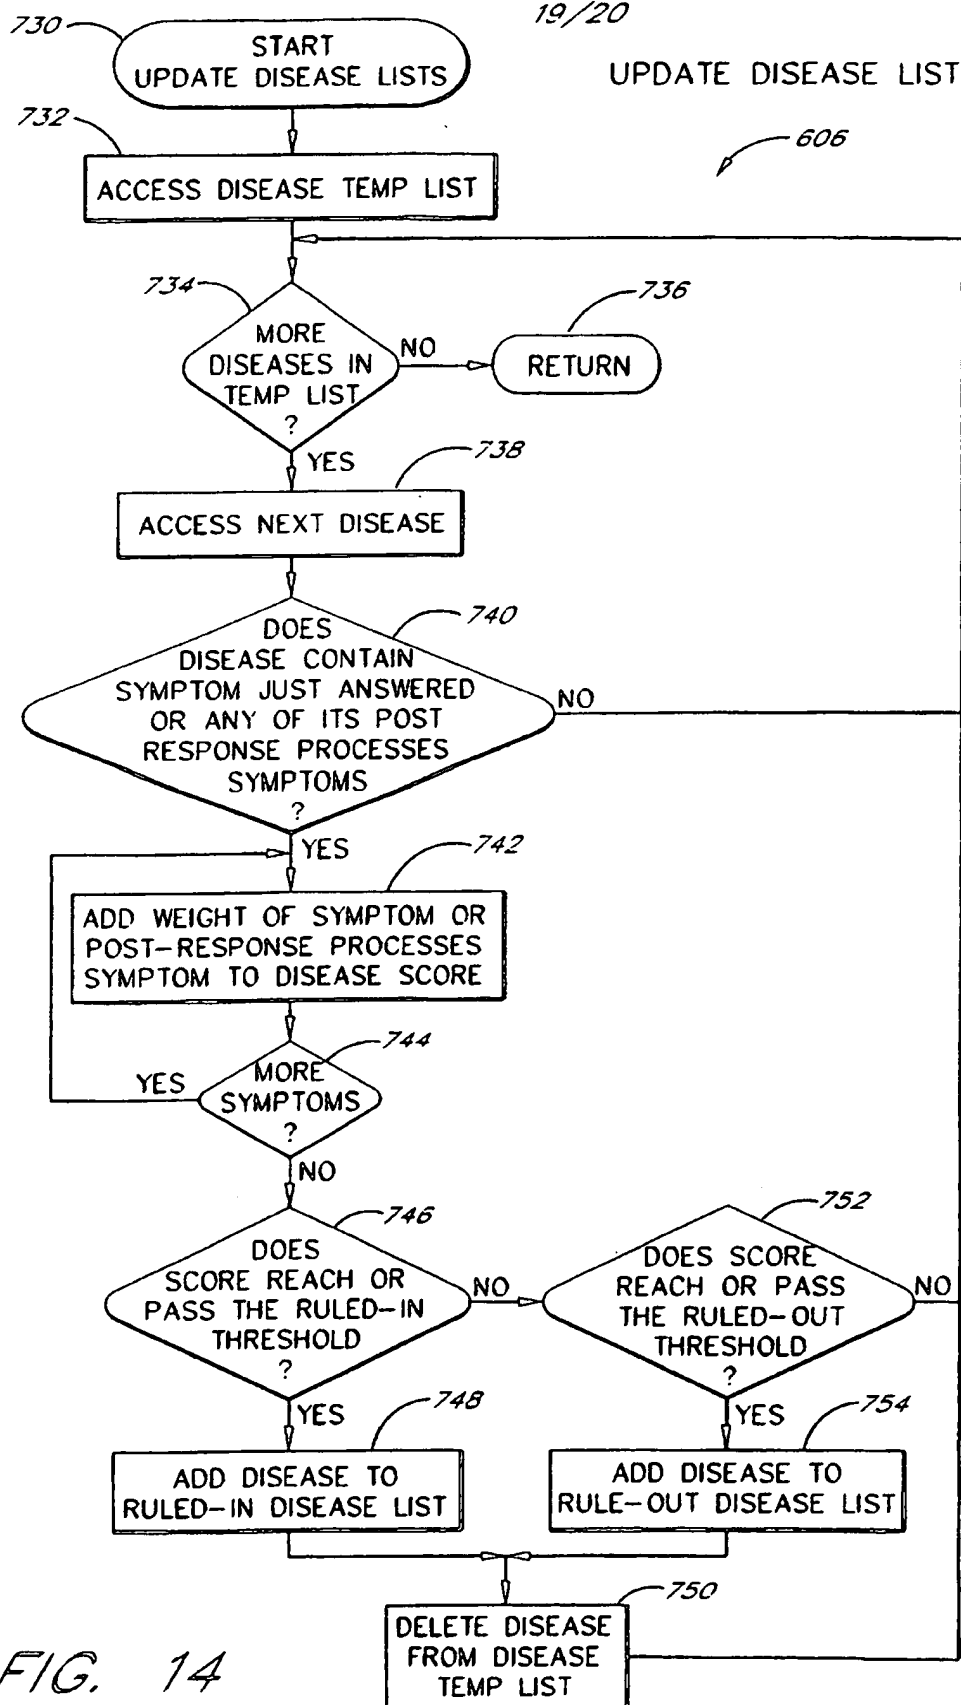 19/20
730
START
UPDATE DISEASE LISTS
UPDATE DISEASE LIST
732
606
ACCESS DISEASE TEMP LIST
734
736
MORE
DISEASES IN
TEMP LIST
?
NO
RETURN
YES
738
ACCESS NEXT DISEASE
740
DOES
DISEASE CONTAIN
SYMPTOM JUST ANSWERED
OR ANY OF ITS POST
RESPONSE PROCESSES
SYMPTOMS
?
NO
YES
742
ADD WEIGHT OF SYMPTOM OR
POST-RESPONSE PROCESSES
SYMPTOM TO DISEASE SCORE
744
MORE
SYMPTOMS
?
YES
NO
746
DOES
SCORE REACH OR
PASS THE RULED-IN
THRESHOLD
?
NO
752
DOES SCORE
REACH OR PASS
THE RULED-OUT
THRESHOLD
?
NO
YES
748
YES
754
ADD DISEASE TO
RULED-IN DISEASE LIST
ADD DISEASE TO
RULE-OUT DISEASE LIST
750
DELETE DISEASE
FROM DISEASE
TEMP LIST
FIG. 14